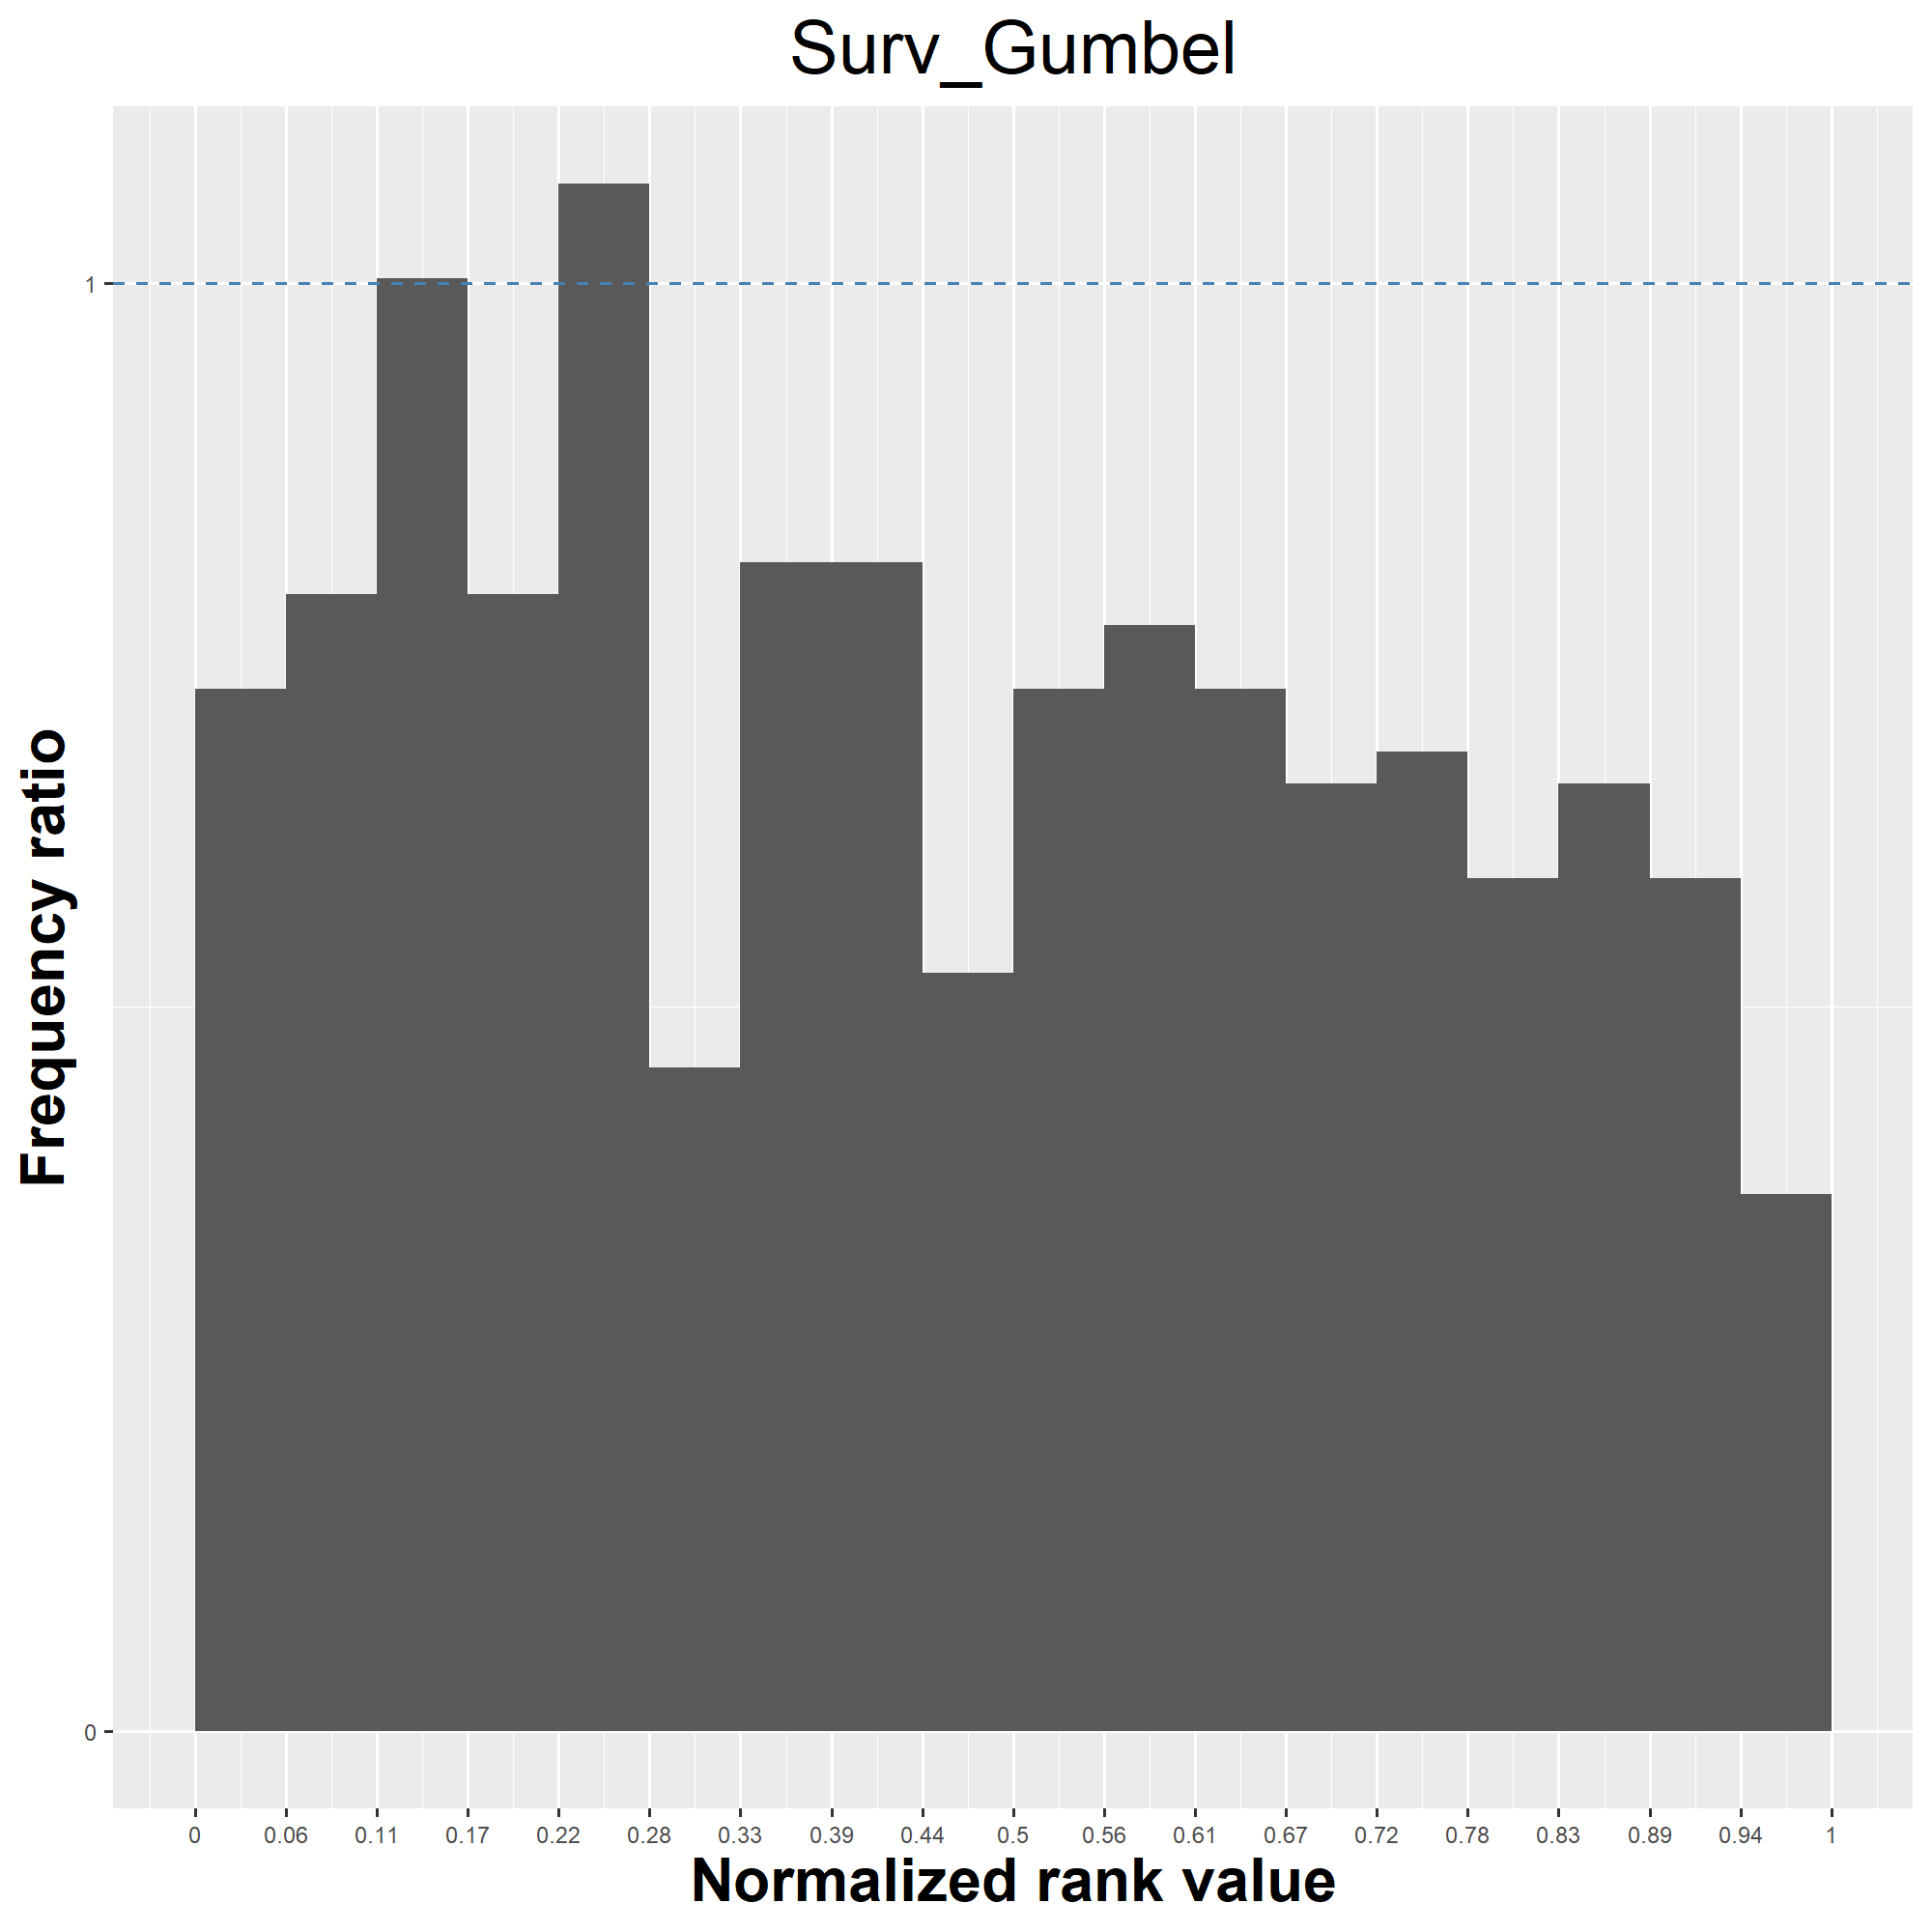 Surv_Gumbel
Frequency ratio
1
0
0 0.06 0.11 0.17 0.22 0.28 0.33 0.39 0.44 0.5 0.56 0.61 0.67 0.72 0.78 0.83 0.89 0.94 1
Normalized rank value